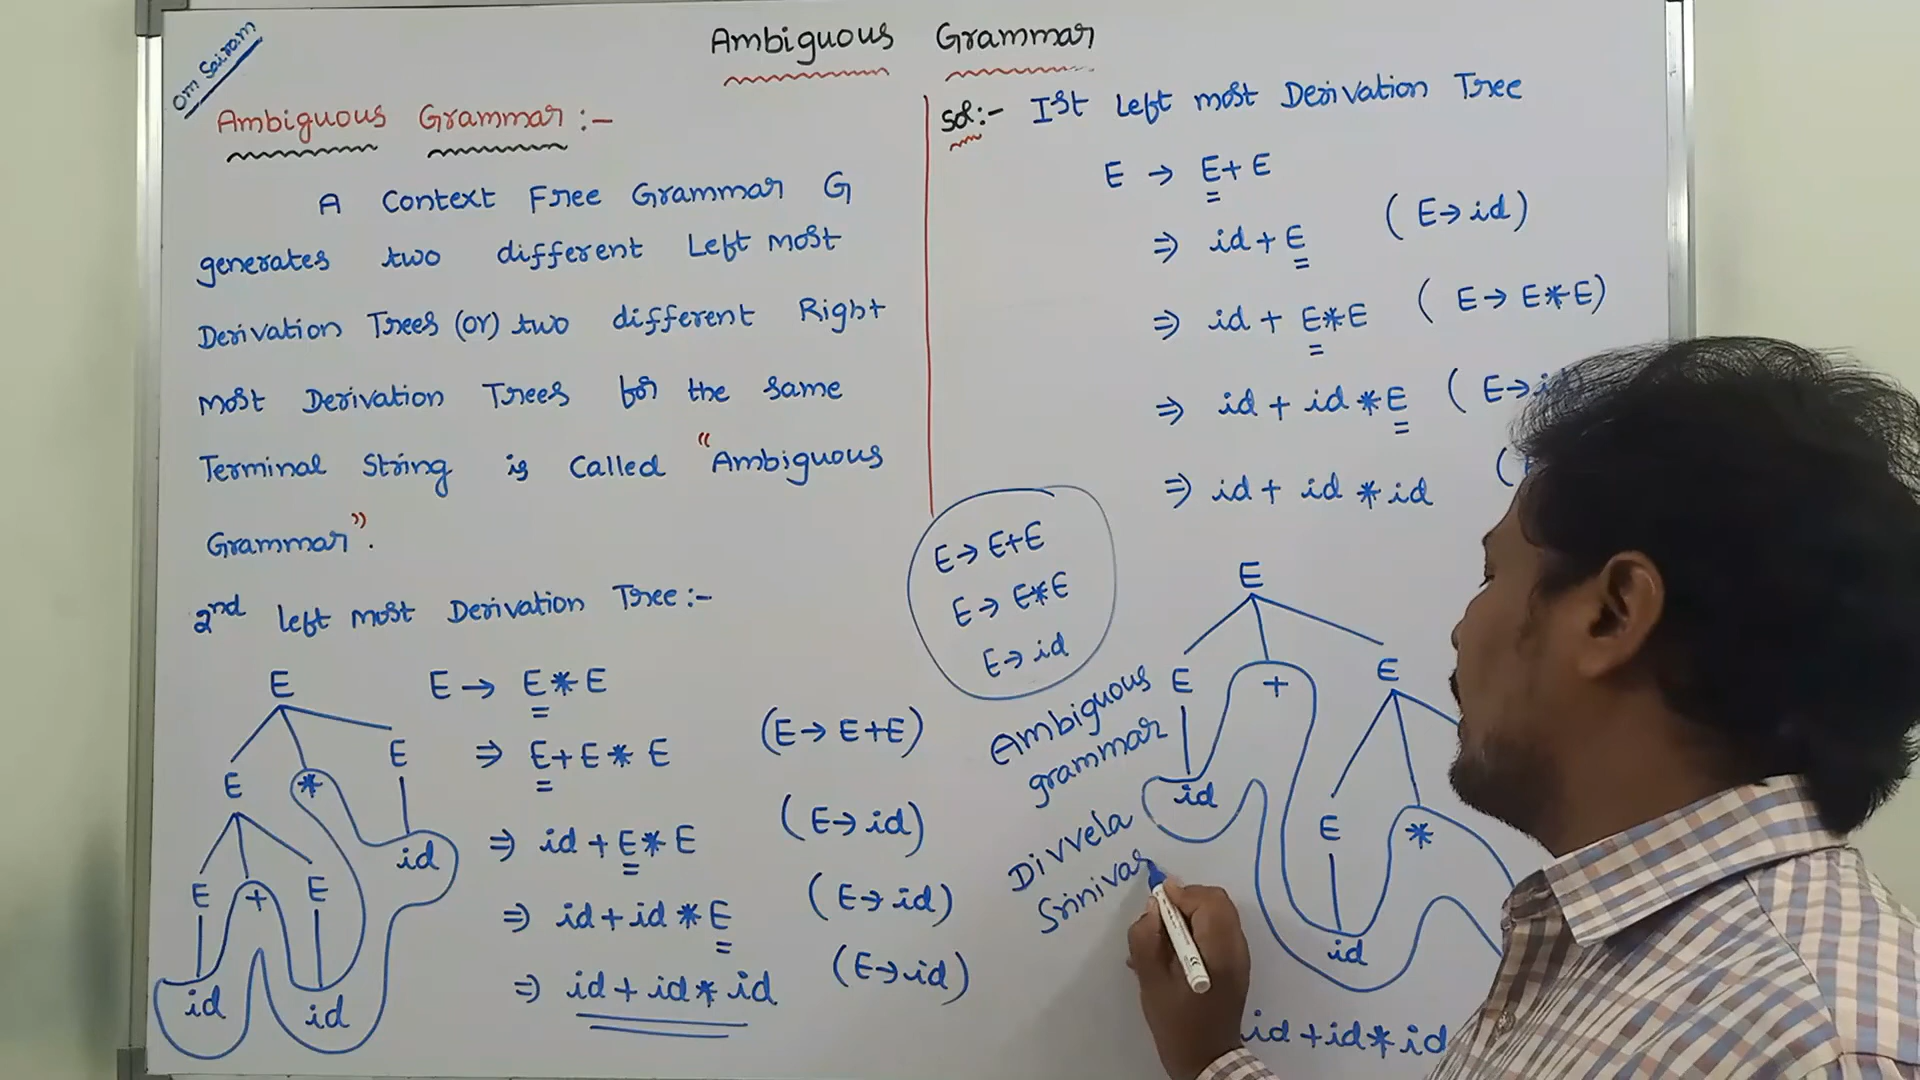 Om Sairam
Ambiguous Grammar
Ambiguous Grammar:-
A Context Free Grammar G
generates two different Left most
Derivation Trees (or) two different Right
most Derivation Trees for the same
Terminal String is Called "Ambiguous
Grammar".
2nd left most Derivation Tree:-
E
E
*
E
E
+
E
id
id
id
E → E*E
⇒ E+E*E (E→E+E)
⇒ id+E*E (E→id)
⇒ id+id*E (E→id)
⇒ id+id*id (E→id)
Sol:- Ist Left most Derivation Tree
E → E+E
⇒ id+E (E→id)
⇒ id+E*E (E→E*E)
⇒ id+id*E (E→id
⇒ id+id*id (
E→E+E
E→E*E
E→id
Ambiguous
grammar
Divvela
Srinivas
E
E
+
E
id
E
*
id
id+id*id